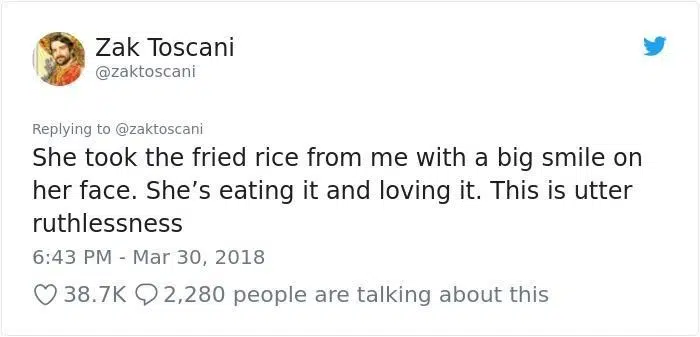 Zak Toscani
@zaktoscani
Replying to @zaktoscani
She took the fried rice from me with a big smile on
her face. She’s eating it and loving it. This is utter
ruthlessness
6:43 PM - Mar 30, 2018
38.7K 2,280 people are talking about this